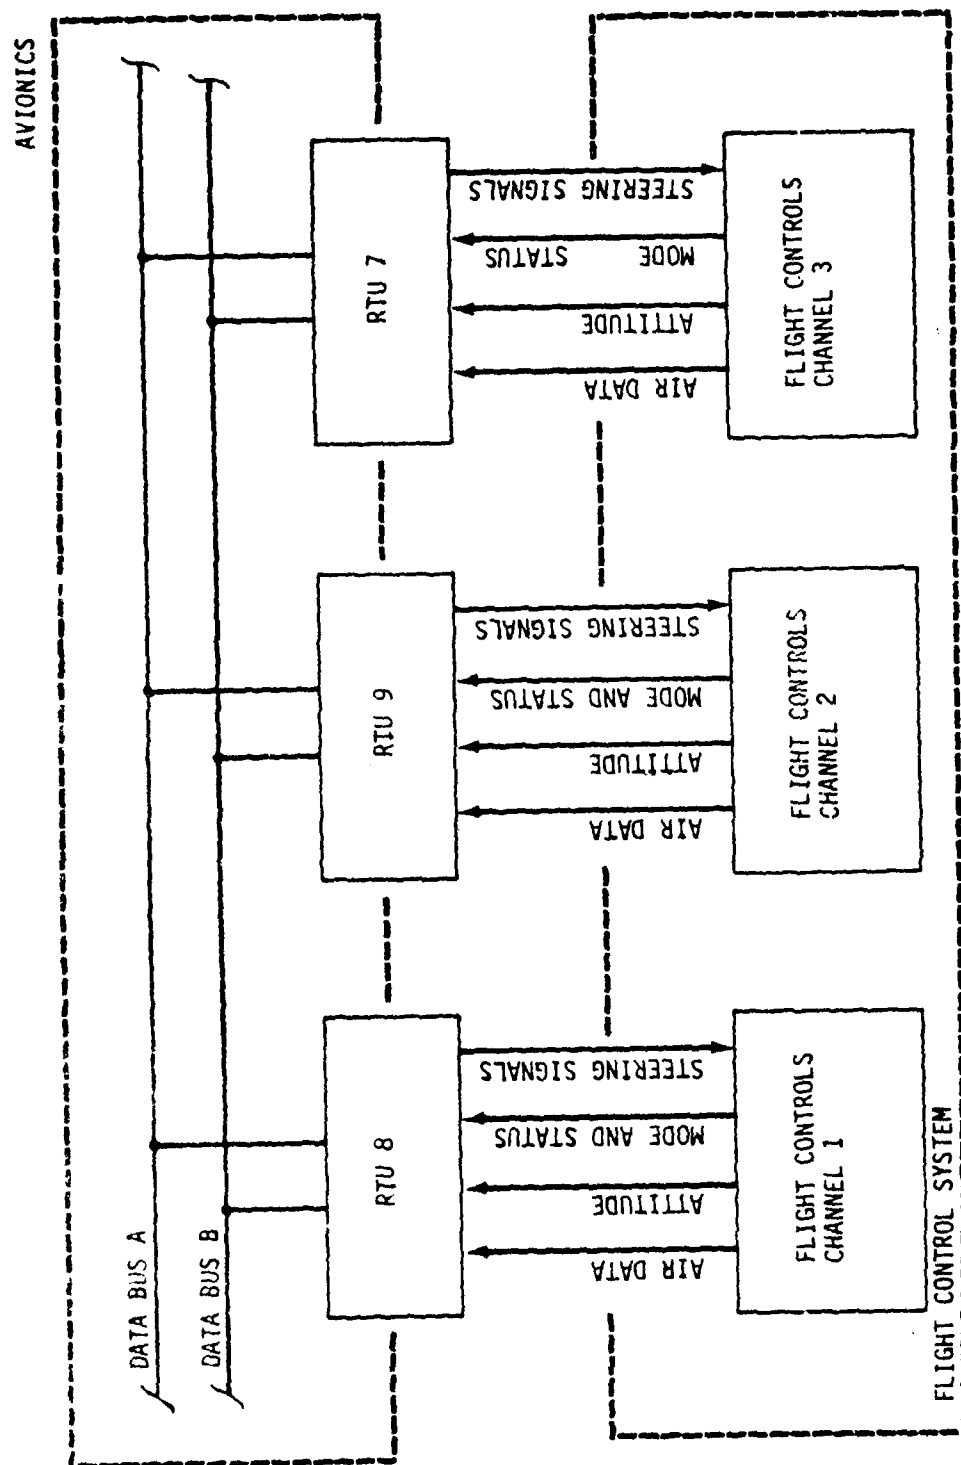 AVIONICS
DATA BUS A
DATA BUS B
RTU 8
RTU 9
RTU 7
AIR DATA
ATTITUDE
MODE AND STATUS
STEERING SIGNALS
AIR DATA
ATTITUDE
MODE AND STATUS
STEERING SIGNALS
AIR DATA
ATTITUDE
MODE STATUS
STEERING SIGNALS
FLIGHT CONTROLS
CHANNEL 1
FLIGHT CONTROLS
CHANNEL 2
FLIGHT CONTROLS
CHANNEL 3
FLIGHT CONTROL SYSTEM